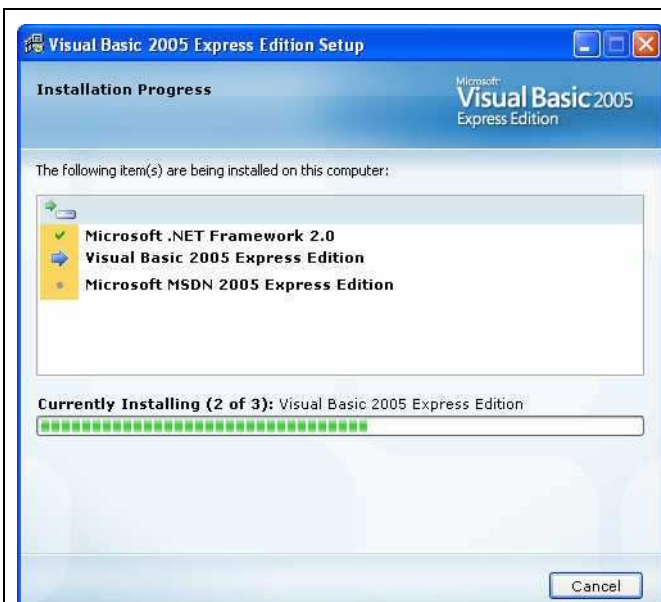 Visual Basic 2005 Express Edition Setup
Installation Progress
Microsoft
Visual Basic 2005
Express Edition
The following item(s) are being installed on this computer:
Microsoft .NET Framework 2.0
Visual Basic 2005 Express Edition
Microsoft MSDN 2005 Express Edition
Currently Installing (2 of 3): Visual Basic 2005 Express Edition
Cancel